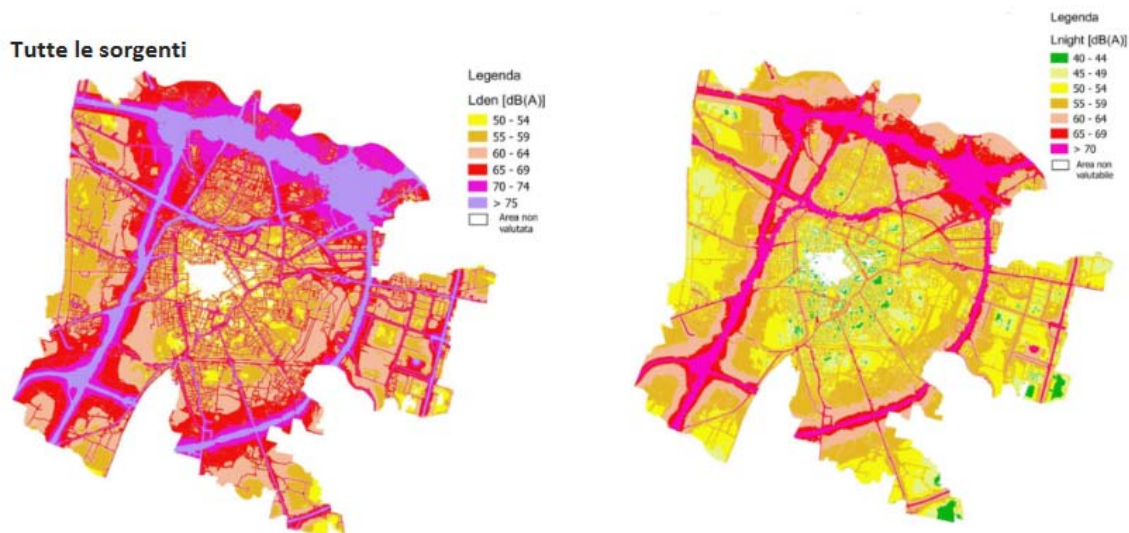 Tutte le sorgenti
Legenda
Lden [dB(A)]
50 - 54
55 - 59
60 - 64
65 - 69
70 - 74
> 75
Area non
valutata
Legenda
Lnight [dB(A)]
40 - 44
45 - 49
50 - 54
55 - 59
60 - 64
65 - 69
> 70
Area non
valutabile